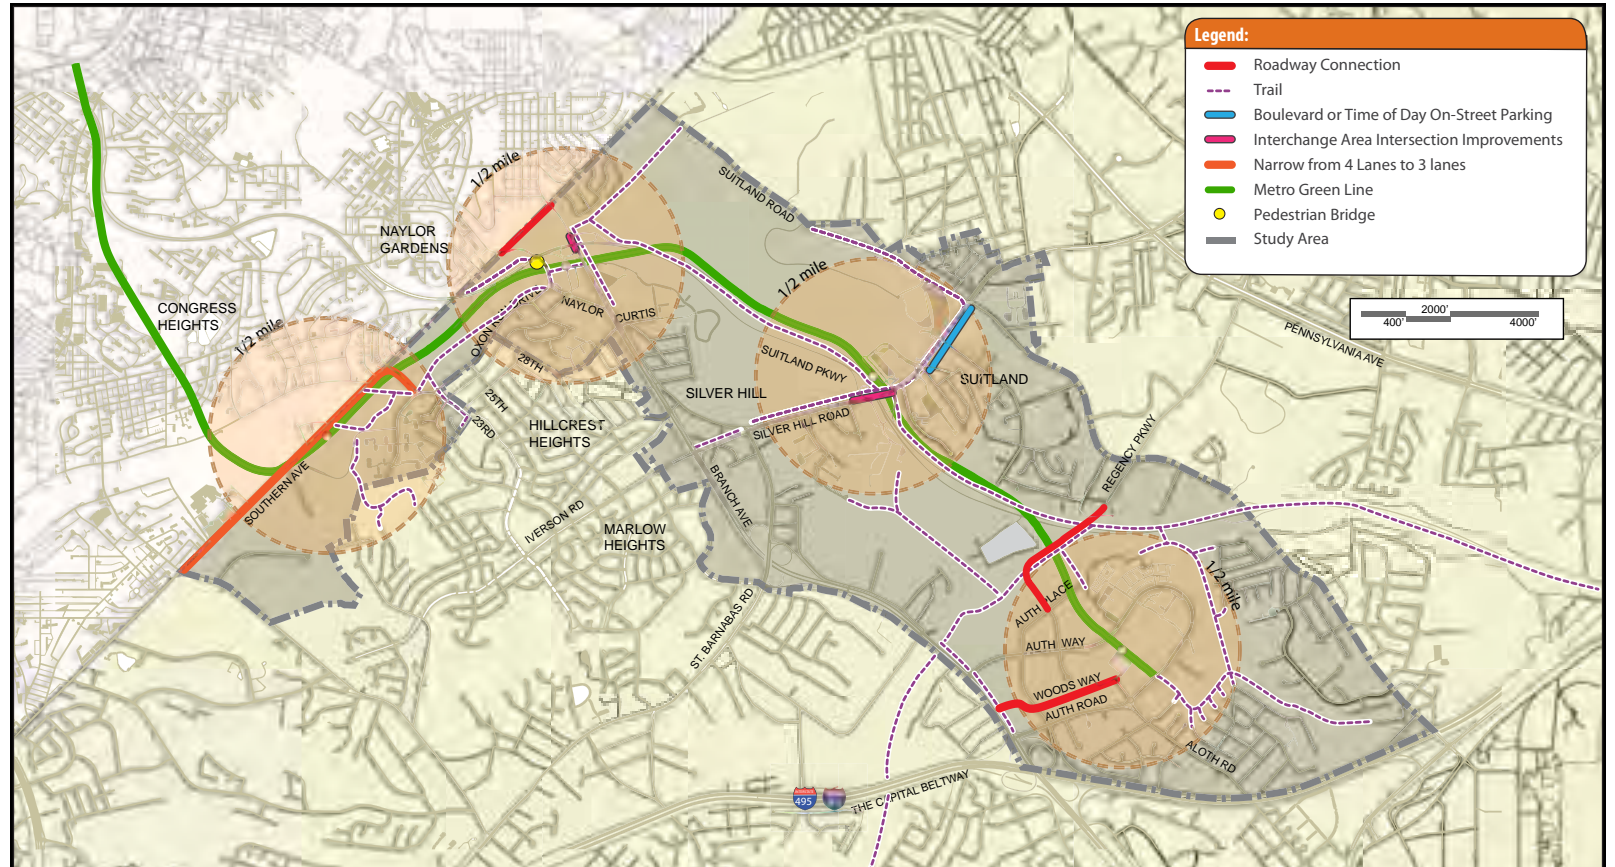 Legend:
Roadway Connection
Trail
Boulevard or Time of Day On-Street Parking
Interchange Area Intersection Improvements
Narrow from 4 Lanes to 3 lanes
Metro Green Line
Pedestrian Bridge
Study Area
2000'
400'
4000'
1/2 mile
SUITLAND ROAD
NAYLOR
GARDENS
1/2 mile
CONGRESS
HEIGHTS
1/2 mile
DRIVE
OXON
NAYLOR
CURTIS
28TH
PENNSYLVANIA AVE
SUITLAND PKWY
SUITLAND
SILVER HILL
25TH
23RD
HILLCREST
HEIGHTS
SILVER HILL ROAD
REGENCY PKWY
SOUTHERN AVE
BRANCH AVE
IVERSON RD
MARLOW
HEIGHTS
1/2 mile
AUTH PLACE
ST. BARNABAS RD
AUTH WAY
WOODS WAY
AUTH ROAD
ALOTH RD
495
THE CAPITAL BELTWAY